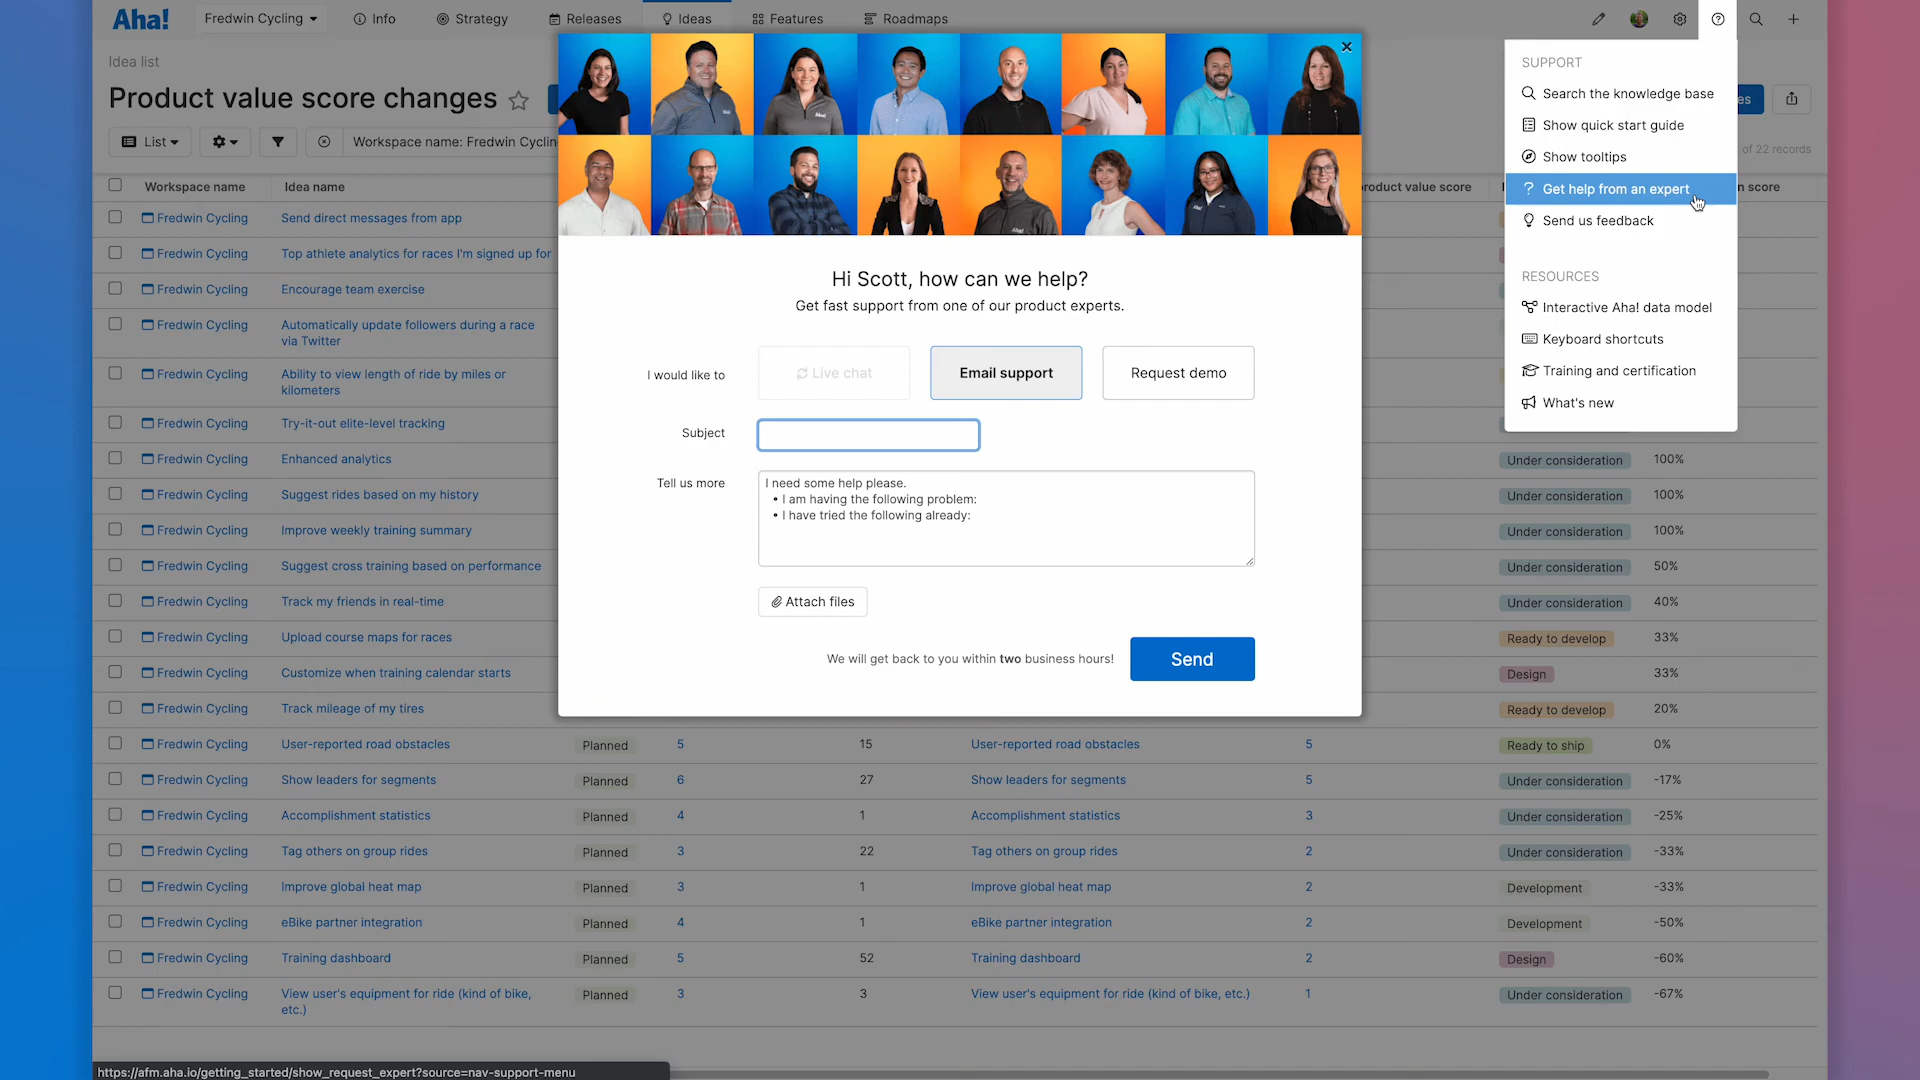 Aha!
Fredwin Cycling
Info
Strategy
Releases
Ideas
Features
Roadmaps
Idea list
Product value score changes
List
Workspace name: Fredwin Cyclin
of 22 records
Workspace name
Idea name
roduct value score
n score
Fredwin Cycling Send direct messages from app
Fredwin Cycling Top athlete analytics for races I'm signed up for
Fredwin Cycling Encourage team exercise
Fredwin Cycling Automatically update followers during a race
via Twitter
Fredwin Cycling Ability to view length of ride by miles or
kilometers
Fredwin Cycling Try-it-out elite-level tracking
Fredwin Cycling Enhanced analytics Under consideration 100%
Fredwin Cycling Suggest rides based on my history Under consideration 100%
Fredwin Cycling Improve weekly training summary Under consideration 100%
Fredwin Cycling Suggest cross training based on performance Under consideration 50%
Fredwin Cycling Track my friends in real-time Under consideration 40%
Fredwin Cycling Upload course maps for races Ready to develop 33%
Fredwin Cycling Customize when training calendar starts Design 33%
Fredwin Cycling Track mileage of my tires Ready to develop 20%
Fredwin Cycling User-reported road obstacles Planned 5 15 User-reported road obstacles 5 Ready to ship 0%
Fredwin Cycling Show leaders for segments Planned 6 27 Show leaders for segments 5 Under consideration -17%
Fredwin Cycling Accomplishment statistics Planned 4 1 Accomplishment statistics 3 Under consideration -25%
Fredwin Cycling Tag others on group rides Planned 3 22 Tag others on group rides 2 Under consideration -33%
Fredwin Cycling Improve global heat map Planned 3 1 Improve global heat map 2 Development -33%
Fredwin Cycling eBike partner integration Planned 4 1 eBike partner integration 2 Development -50%
Fredwin Cycling Training dashboard Planned 5 52 Training dashboard 2 Design -60%
Fredwin Cycling View user's equipment for ride (kind of bike, Planned 3 3 View user's equipment for ride (kind of bike, etc.) 1 Under consideration -67%
etc.)
Hi Scott, how can we help?
Get fast support from one of our product experts.
I would like to
Live chat
Email support
Request demo
Subject
Tell us more
I need some help please.
• I am having the following problem:
• I have tried the following already:
Attach files
We will get back to you within two business hours!
Send
SUPPORT
Search the knowledge base
Show quick start guide
Show tooltips
Get help from an expert
Send us feedback
RESOURCES
Interactive Aha! data model
Keyboard shortcuts
Training and certification
What's new
https://afm.aha.io/getting_started/show_request_expert?source=nav-support-menu